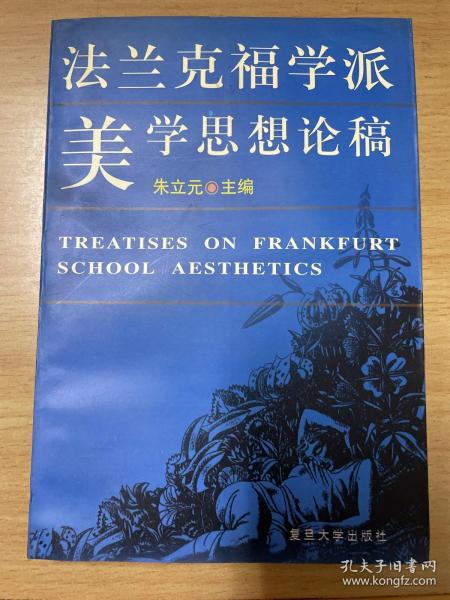 法兰克福学派
美学思想论稿
朱立元◉主编
TREATISES ON FRANKFURT
SCHOOL AESTHETICS
复旦大学出版社
孔夫子旧书网
www.kongfz.com